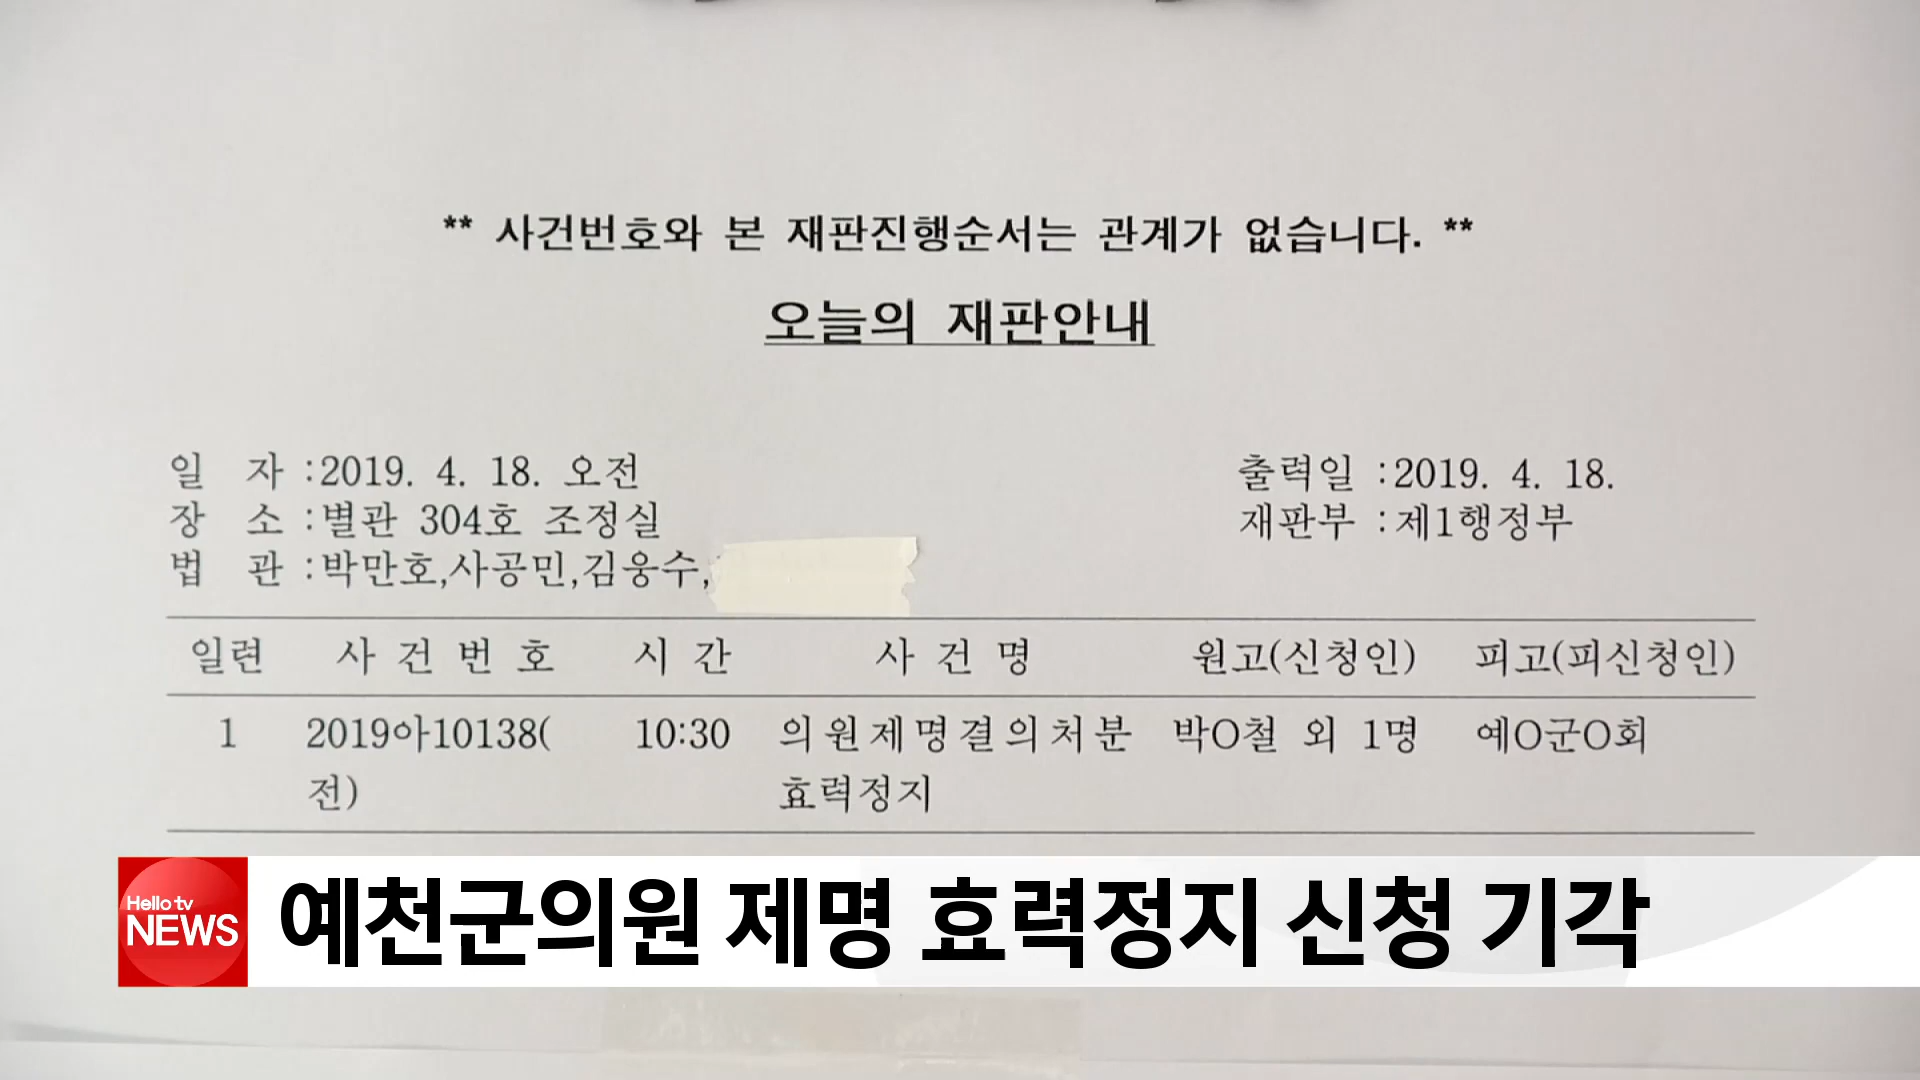 ** 사건번호와 본 재판진행순서는 관계가 없습니다. **
오늘의 재판안내
일 자 :2019. 4. 18. 오전
출력일 :2019. 4. 18.
장 소 :별관 304호 조정실
재판부 :제1행정부
법 관 :박만호,사공민,김웅수,
일련 사 건 번 호 시 간 사 건 명 원고(신청인) 피고(피신청인)
1 2019아10138( 10:30 의원제명결의처분 박O철 외 1명 예O군O회
전) 효력정지
Hello tv
NEWS
예천군의원 제명 효력정지 신청 기각